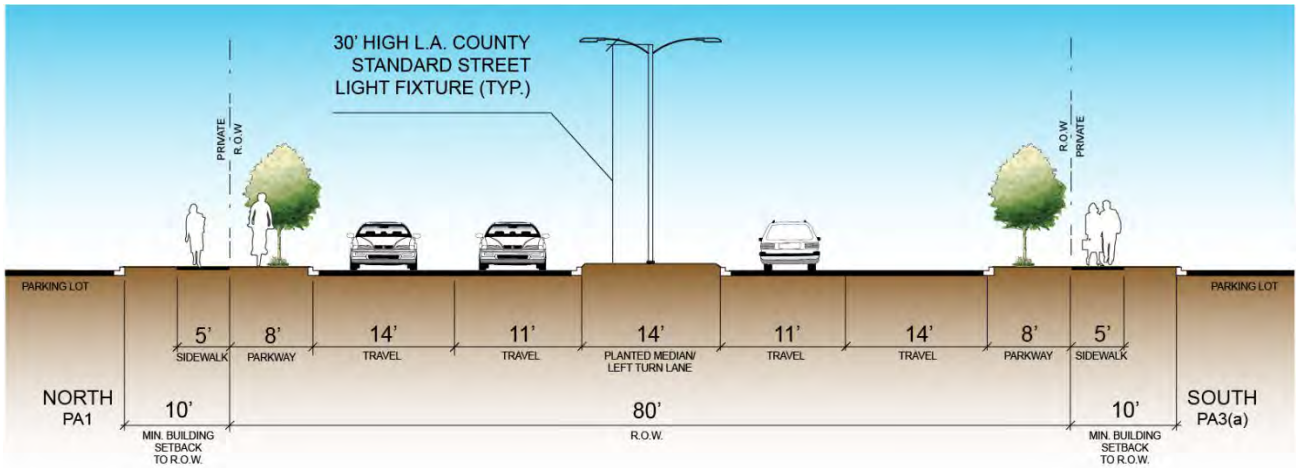 30' HIGH L.A. COUNTY
STANDARD STREET
LIGHT FIXTURE (TYP.)
PRIVATE
R.O.W
R.O.W
PRIVATE
PARKING LOT
PARKING LOT
5'
8'
14'
11'
14'
11'
14'
8'
5'
SIDEWALK
PARKWAY
TRAVEL
TRAVEL
PLANTED MEDIAN/
LEFT TURN LANE
TRAVEL
TRAVEL
PARKWAY
SIDEWALK
NORTH
PA1
10'
80'
10'
SOUTH
PA3(a)
MIN. BUILDING
SETBACK
TO R.O.W.
R.O.W.
MIN. BUILDING
SETBACK
TO R.O.W.